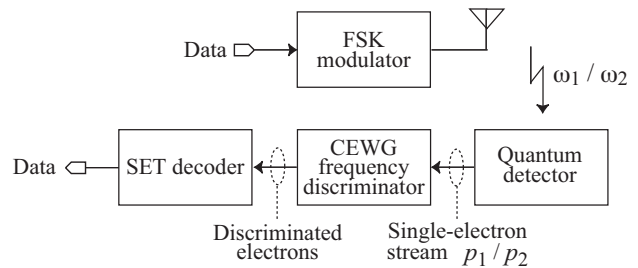 Data
FSK
modulator
ω1 / ω2
Data
SET decoder
CEWG
frequency
discriminator
Quantum
detector
Discriminated
electrons
Single-electron
stream p1 / p2